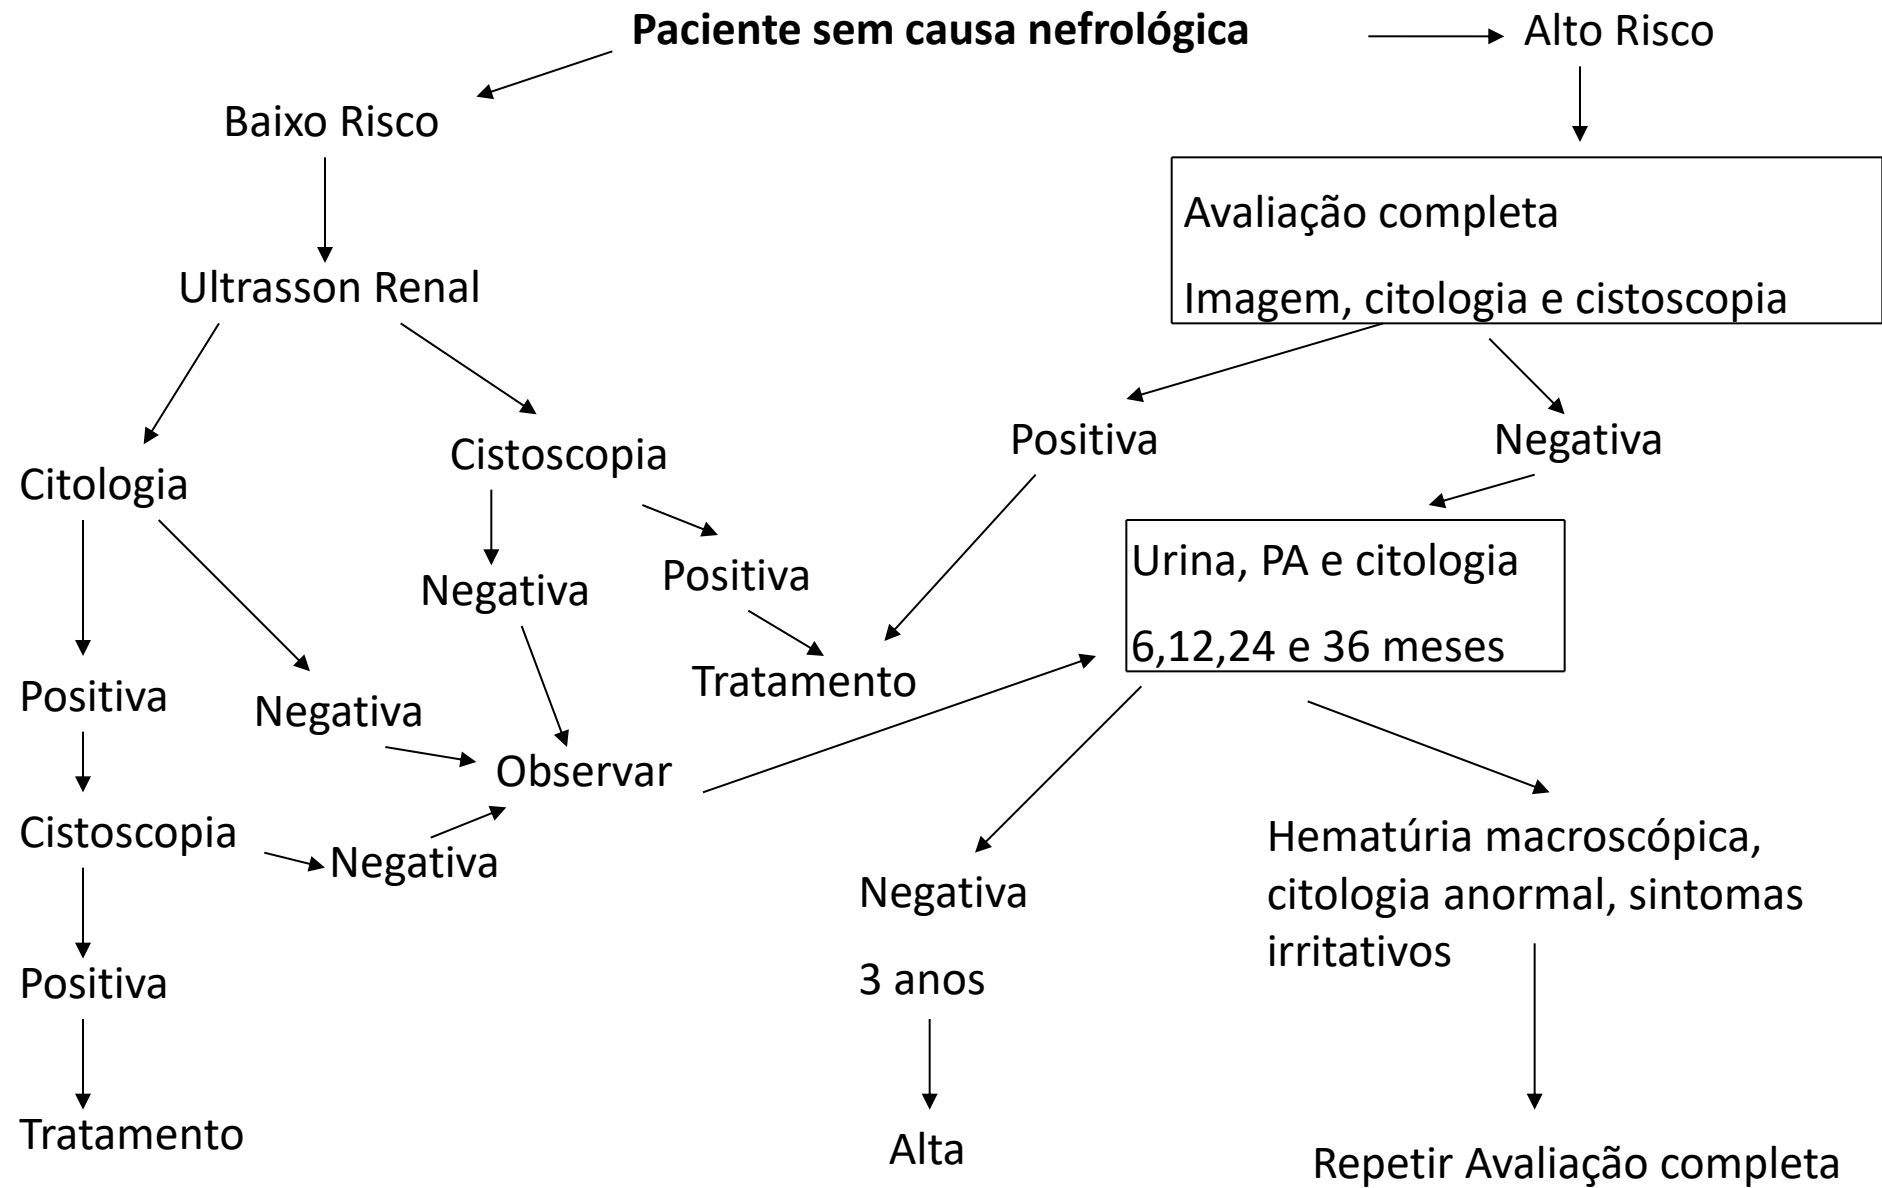 Paciente sem causa nefrológica
Alto Risco
Baixo Risco
Avaliação completa
Imagem, citologia e cistoscopia
Ultrasson Renal
Positiva
Negativa
Cistoscopia
Citologia
Urina, PA e citologia
6,12,24 e 36 meses
Negativa
Positiva
Tratamento
Positiva
Negativa
Observar
Cistoscopia
Negativa
Hematúria macroscópica,
citologia anormal, sintomas
irritativos
Negativa
3 anos
Positiva
Tratamento
Alta
Repetir Avaliação completa